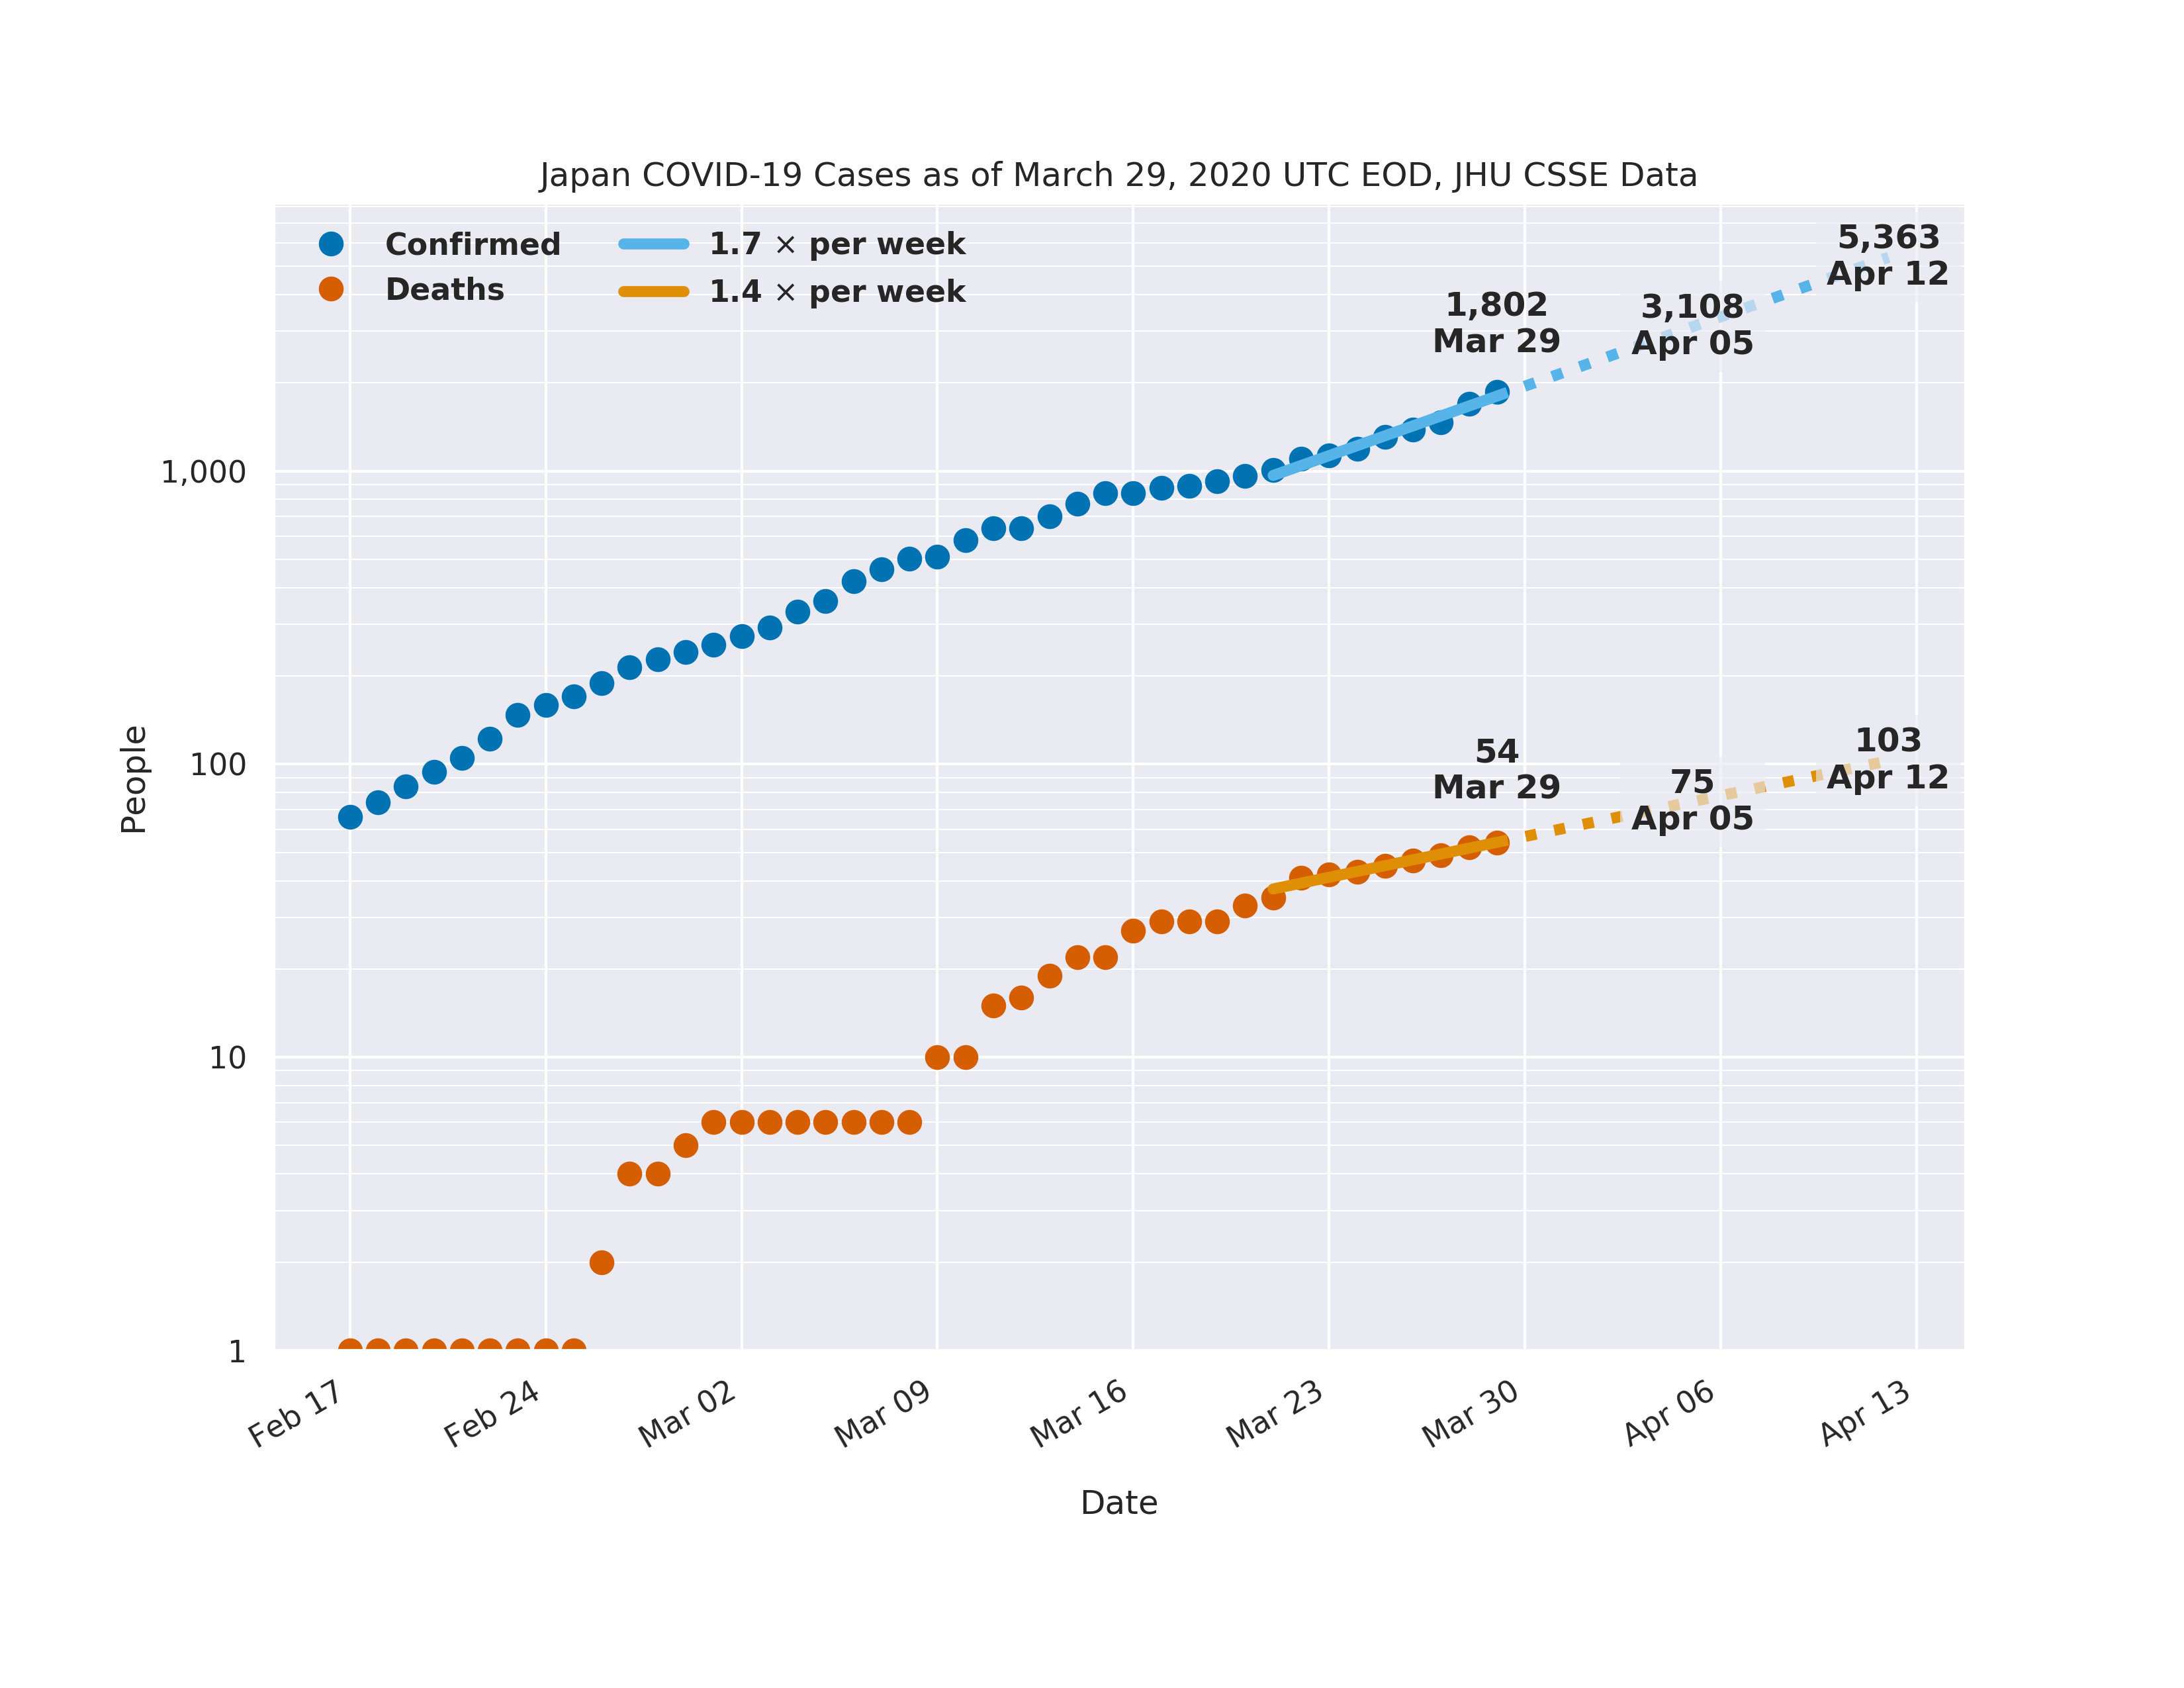 Japan COVID-19 Cases as of March 29, 2020 UTC EOD, JHU CSSE Data
Confirmed
Deaths
1.7 × per week
1.4 × per week
5,363
Apr 12
1,802
Mar 29
3,108
Apr 05
54
Mar 29
75
Apr 05
103
Apr 12
People
1,000
100
10
1
Feb 17
Feb 24
Mar 02
Mar 09
Mar 16
Mar 23
Mar 30
Apr 06
Apr 13
Date